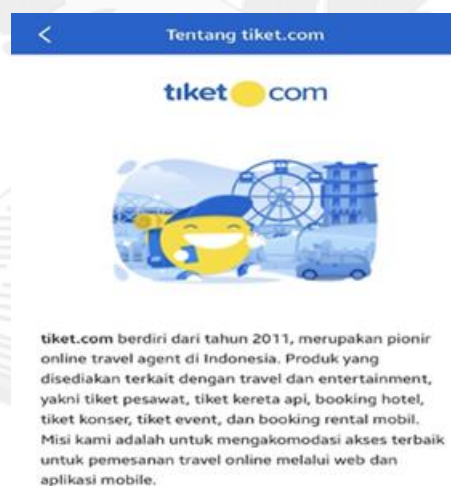 Tentang tiket.com
tiket com
tiket.com berdiri dari tahun 2011, merupakan pionir
online travel agent di Indonesia. Produk yang
disediakan terkait dengan travel dan entertainment,
yakni tiket pesawat, tiket kereta api, booking hotel,
tiket konser, tiket event, dan booking rental mobil.
Misi kami adalah untuk mengakomodasi akses terbaik
untuk pemesanan travel online melalui web dan
aplikasi mobile.